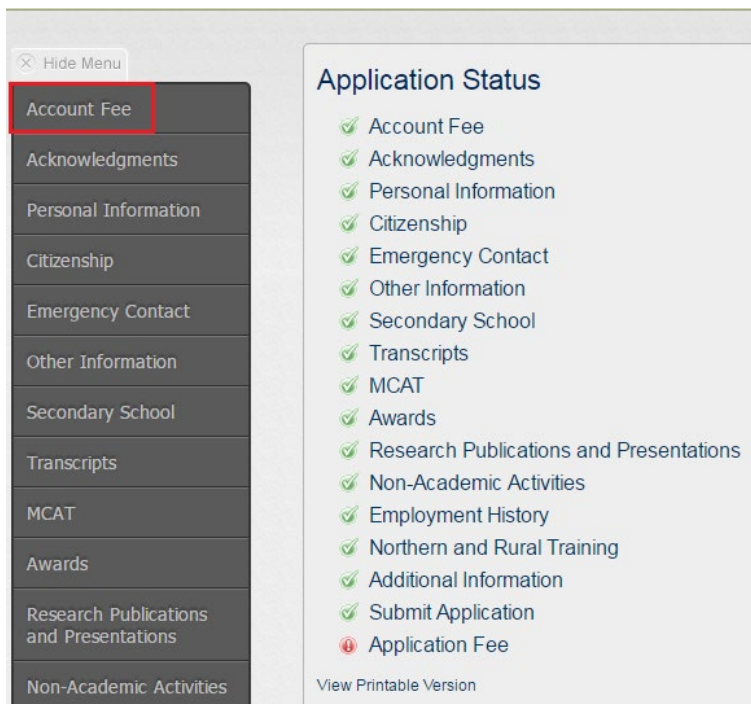 Hide Menu
Account Fee
Acknowledgments
Personal Information
Citizenship
Emergency Contact
Other Information
Secondary School
Transcripts
MCAT
Awards
Research Publications
and Presentations
Non-Academic Activities
Application Status
Account Fee
Acknowledgments
Personal Information
Citizenship
Emergency Contact
Other Information
Secondary School
Transcripts
MCAT
Awards
Research Publications and Presentations
Non-Academic Activities
Employment History
Northern and Rural Training
Additional Information
Submit Application
Application Fee
View Printable Version